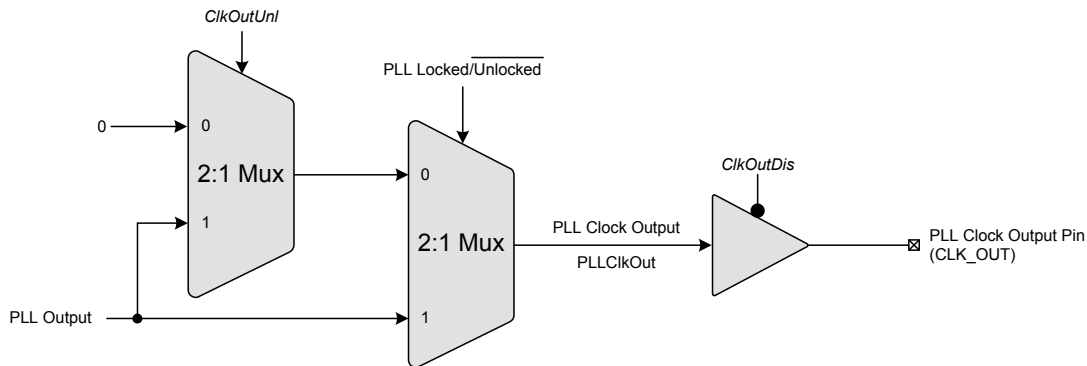 ClkOutUnl
PLL Locked/Unlocked
0
0
2:1 Mux
1
0
2:1 Mux
1
ClkOutDis
PLL Clock Output
PLLClkOut
PLL Clock Output Pin
(CLK_OUT)
PLL Output